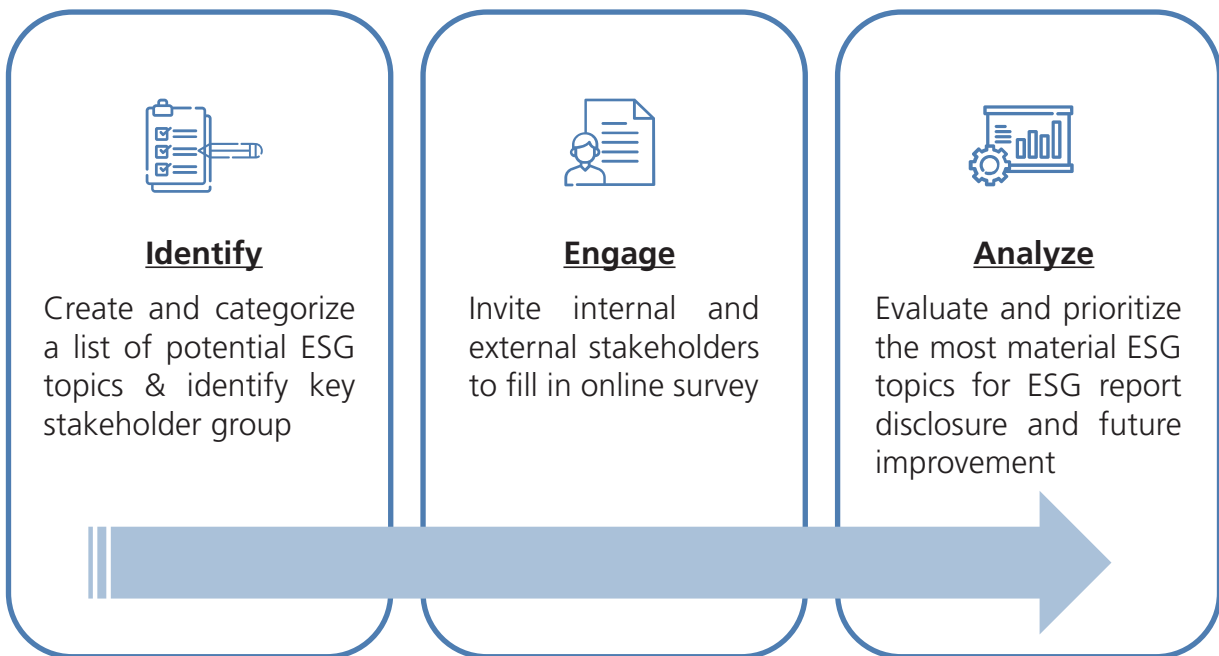 Identify
Create and categorize
a list of potential ESG
topics & identify key
stakeholder group
Engage
Invite internal and
external stakeholders
to fill in online survey
Analyze
Evaluate and prioritize
the most material ESG
topics for ESG report
disclosure and future
improvement